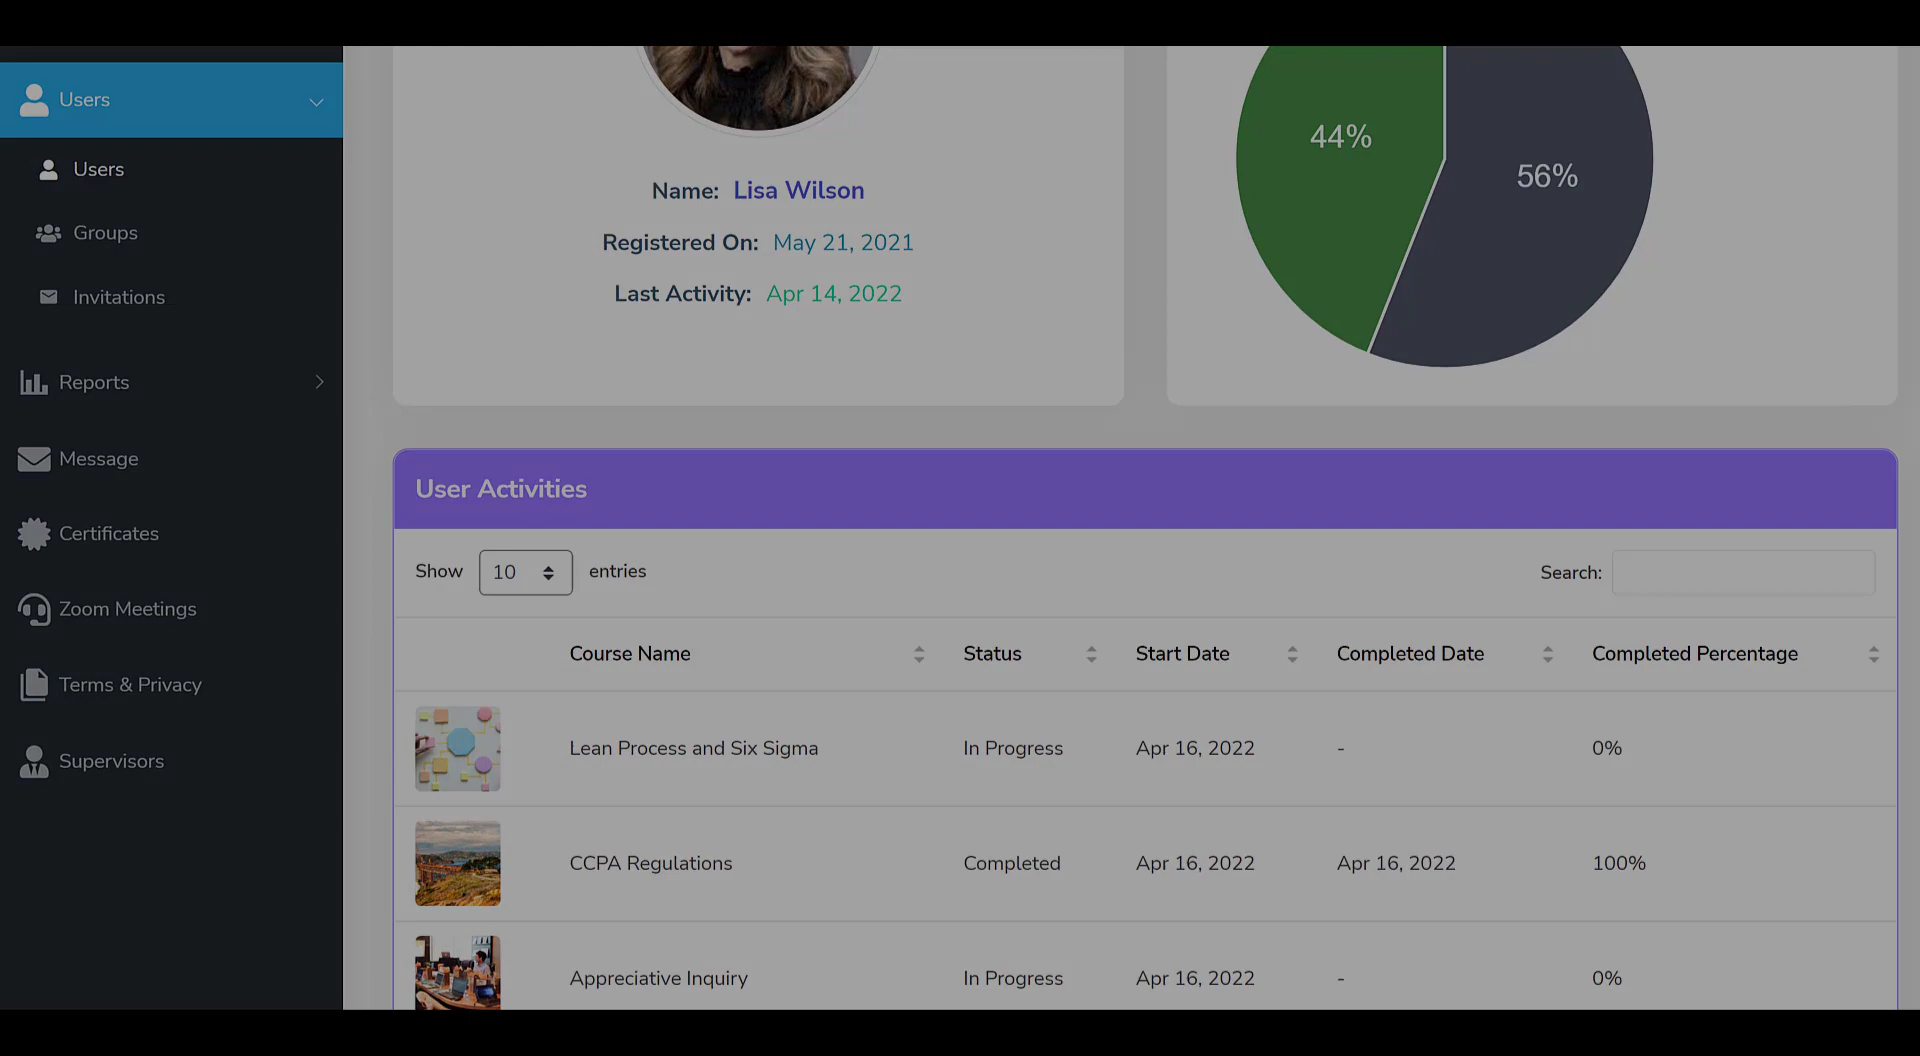 Users
Users
Groups
Invitations
Reports
Message
Certificates
Zoom Meetings
Terms & Privacy
Supervisors
Name: Lisa Wilson
Registered On: May 21, 2021
Last Activity: Apr 14, 2022
44%
56%
User Activities
Show 10 entries
Search:
Course Name Status Start Date Completed Date Completed Percentage
Lean Process and Six Sigma In Progress Apr 16, 2022 - 0%
CCPA Regulations Completed Apr 16, 2022 Apr 16, 2022 100%
Appreciative Inquiry In Progress Apr 16, 2022 - 0%